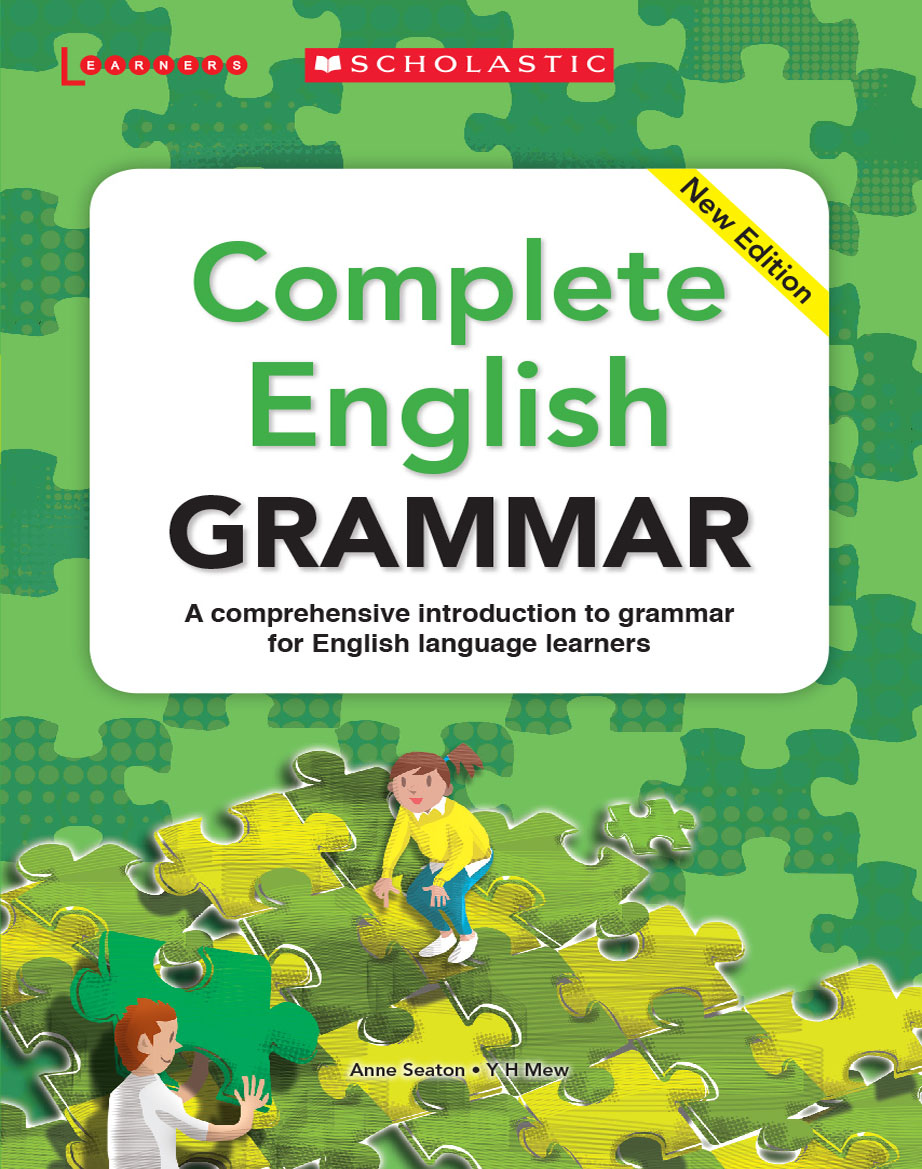 LEARNERS
SCHOLASTIC
New Edition
Complete
English
GRAMMAR
A comprehensive introduction to grammar
for English language learners
Anne Seaton • Y H Mew